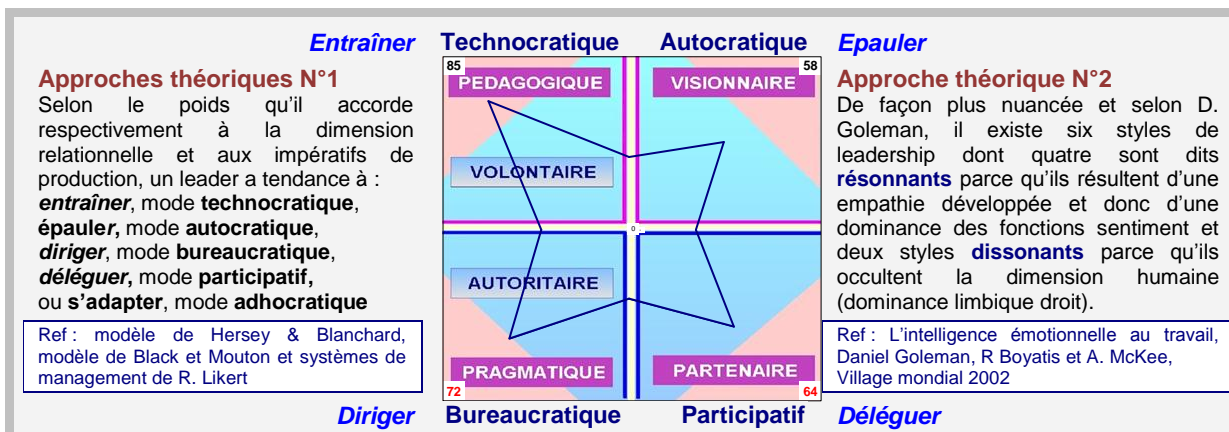 Entraîner Technocratique Autocratique Epauler
Approches théoriques N°1
Selon le poids qu'il accorde
respectivement à la dimension
relationnelle et aux impératifs de
production, un leader a tendance à :
entraîner, mode technocratique,
épauler, mode autocratique,
diriger, mode bureaucratique,
déléguer, mode participatif,
ou s'adapter, mode adhocratique
Ref : modèle de Hersey & Blanchard,
modèle de Black et Mouton et systèmes de
management de R. Likert
85 58
PEDAGOGIQUE VISIONNAIRE
VOLONTAIRE
0
AUTORITAIRE
PRAGMATIQUE PARTENAIRE
72 64
Approche théorique N°2
De façon plus nuancée et selon D.
Goleman, il existe six styles de
leadership dont quatre sont dits
résonnants parce qu'ils résultent d'une
empathie développée et donc d'une
dominance des fonctions sentiment et
deux styles dissonants parce qu'ils
occultent la dimension humaine
(dominance limbique droit).
Ref : L'intelligence émotionnelle au travail,
Daniel Goleman, R Boyatis et A. McKee,
Village mondial 2002
Diriger Bureaucratique Participatif Déléguer